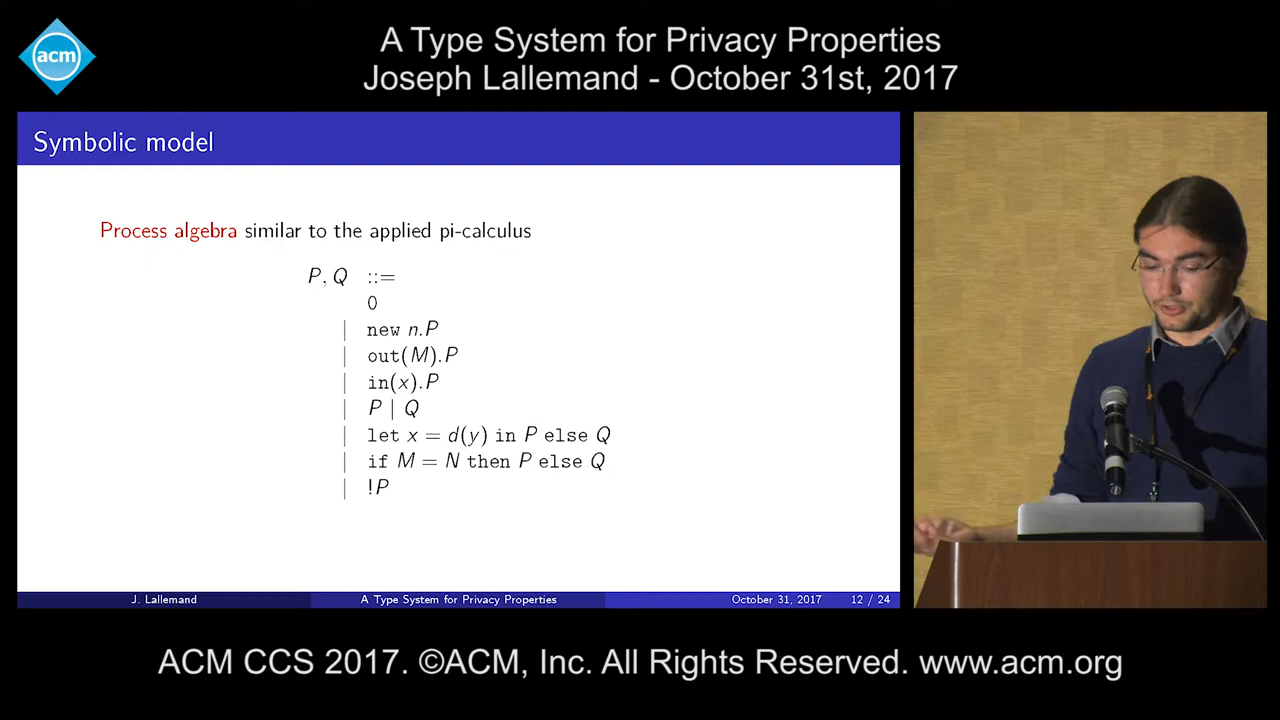 acm
A Type System for Privacy Properties
Joseph Lallemand - October 31st, 2017
Symbolic model
Process algebra similar to the applied pi-calculus
P, Q ::=
0
| new n.P
| out(M).P
| in(x).P
| P | Q
| let x = d(y) in P else Q
| if M = N then P else Q
| !P
J. Lallemand A Type System for Privacy Properties October 31, 2017 12 / 24
ACM CCS 2017. ©ACM, Inc. All Rights Reserved. www.acm.org